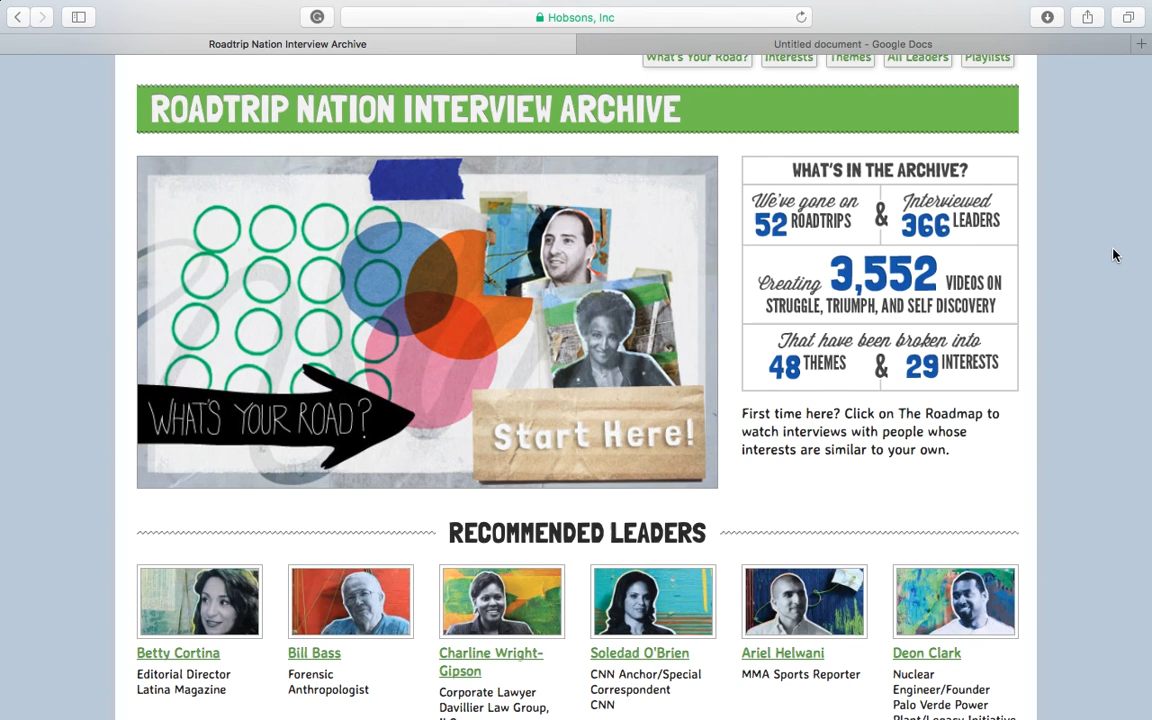 Hobsons, Inc
Roadtrip Nation Interview Archive
Untitled document - Google Docs
What's Your Road?
Interests
Themes
All Leaders
Playlists
ROADTRIP NATION INTERVIEW ARCHIVE
WHAT'S YOUR ROAD?
Start Here!
WHAT'S IN THE ARCHIVE?
We've gone on
52 ROADTRIPS
&
Interviewed
366 LEADERS
Creating 3,552 VIDEOS ON
STRUGGLE, TRIUMPH, AND SELF DISCOVERY
That have been broken into
48 THEMES & 29 INTERESTS
First time here? Click on The Roadmap to
watch interviews with people whose
interests are similar to your own.
RECOMMENDED LEADERS
Betty Cortina
Editorial Director
Latina Magazine
Bill Bass
Forensic
Anthropologist
Charline Wright-
Gipson
Corporate Lawyer
Davillier Law Group,
Soledad O'Brien
CNN Anchor/Special
Correspondent
CNN
Ariel Helwani
MMA Sports Reporter
Deon Clark
Nuclear
Engineer/Founder
Palo Verde Power
Plant/Legacy Initiative